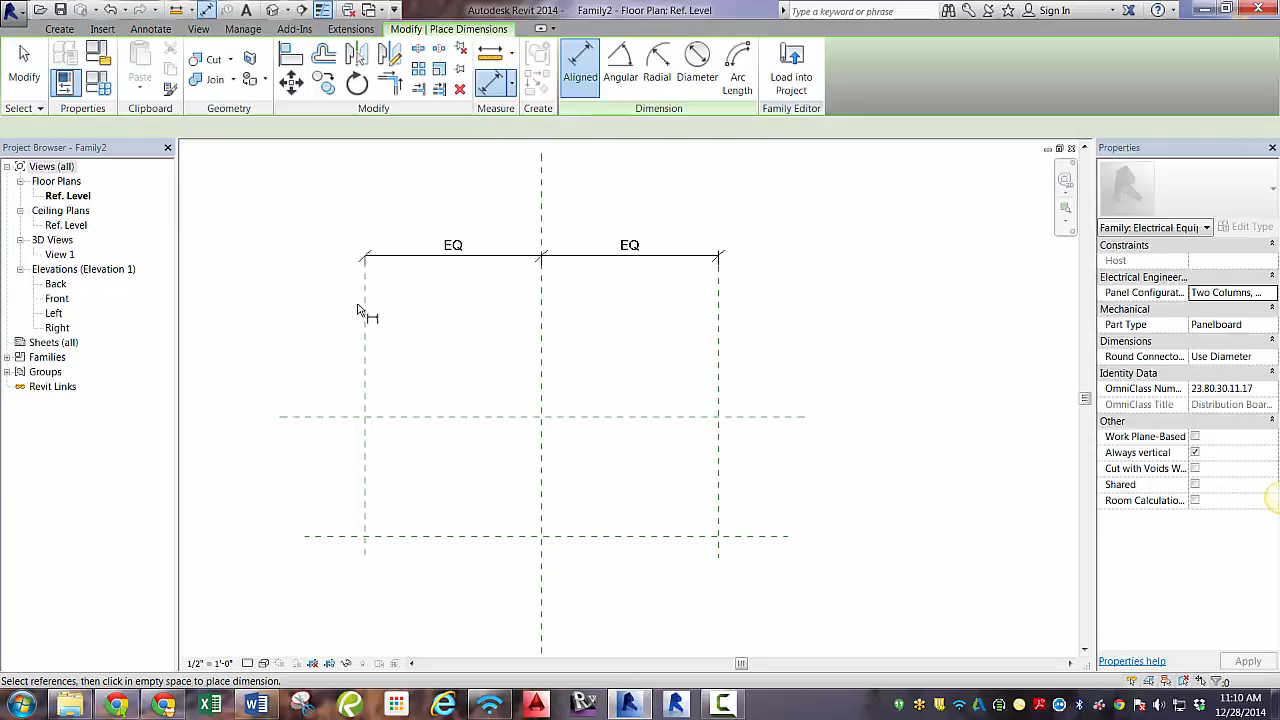 Autodesk Revit 2014 - Family2 - Floor Plan: Ref. Level
Type a keyword or phrase
Sign In
Create Insert Annotate View Manage Add-Ins Extensions Modify | Place Dimensions
Modify
Paste
Cut
Join
Aligned Angular Radial Diameter Arc Length
Load into Project
Select Properties Clipboard Geometry Modify Measure Create Dimension Family Editor
Project Browser - Family2
Views (all)
Floor Plans
Ref. Level
Ceiling Plans
Ref. Level
3D Views
View 1
Elevations (Elevation 1)
Back
Front
Left
Right
Sheets (all)
Families
Groups
Revit Links
EQ EQ
Properties
Family: Electrical Equip Edit Type
Constraints
Host
Electrical Engineer...
Panel Configurat... Two Columns, ...
Mechanical
Part Type Panelboard
Dimensions
Round Connecto... Use Diameter
Identity Data
OmniClass Num... 23.80.30.11.17
OmniClass Title Distribution Boar...
Other
Work Plane-Based
Always vertical
Cut with Voids W...
Shared
Room Calculatio...
Properties help Apply
1/2" = 1'-0"
Select references, then click in empty space to place dimension.
:0
11:10 AM
12/28/2014